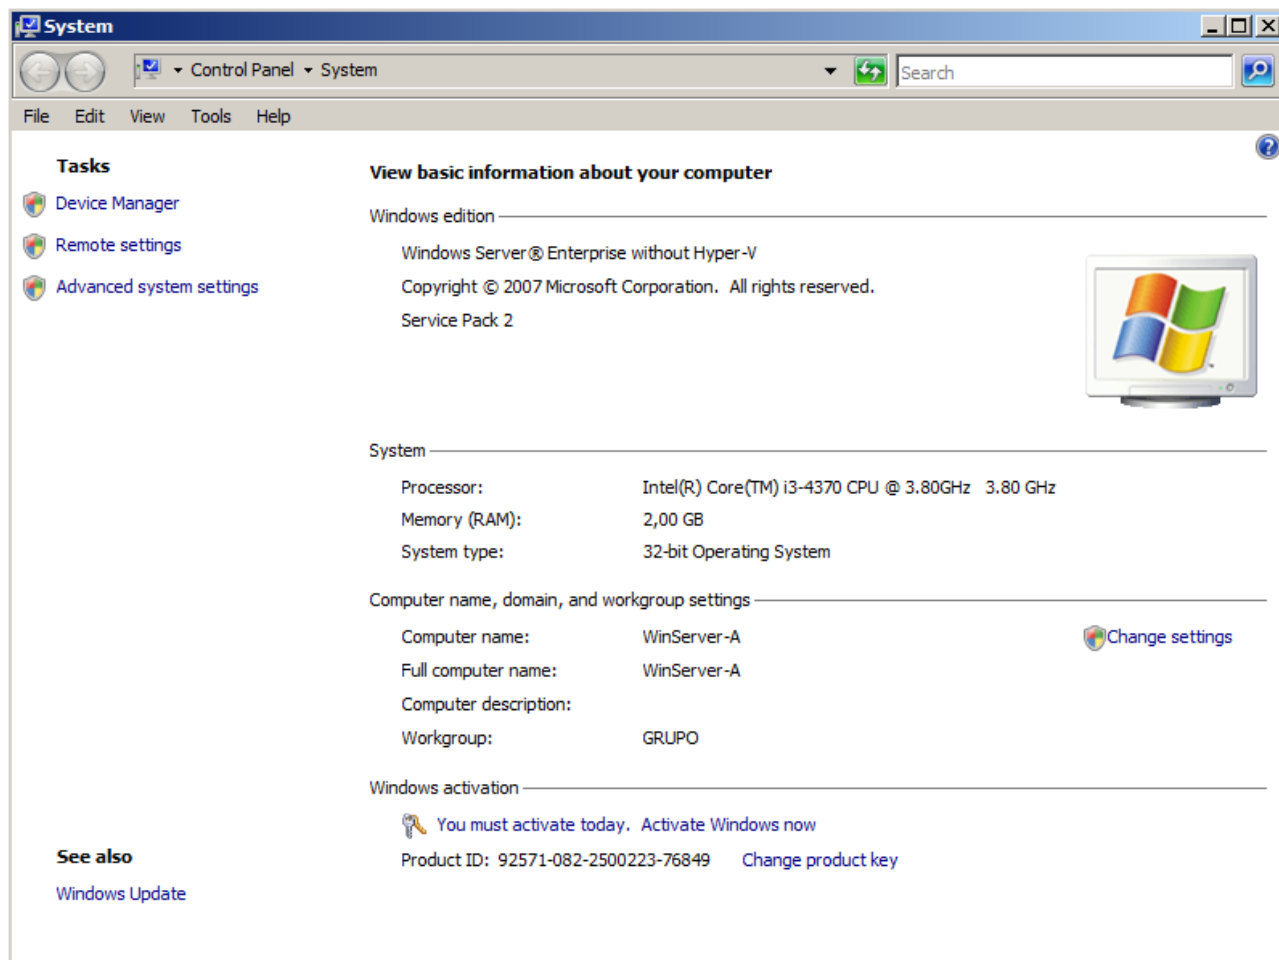 System
Control Panel System
Search
File Edit View Tools Help
Tasks
Device Manager
Remote settings
Advanced system settings
View basic information about your computer
Windows edition
Windows Server® Enterprise without Hyper-V
Copyright © 2007 Microsoft Corporation. All rights reserved.
Service Pack 2
System
Processor: Intel(R) Core(TM) i3-4370 CPU @ 3.80GHz 3.80 GHz
Memory (RAM): 2,00 GB
System type: 32-bit Operating System
Computer name, domain, and workgroup settings
Computer name: WinServer-A Change settings
Full computer name: WinServer-A
Computer description:
Workgroup: GRUPO
Windows activation
You must activate today. Activate Windows now
Product ID: 92571-082-2500223-76849 Change product key
See also
Windows Update